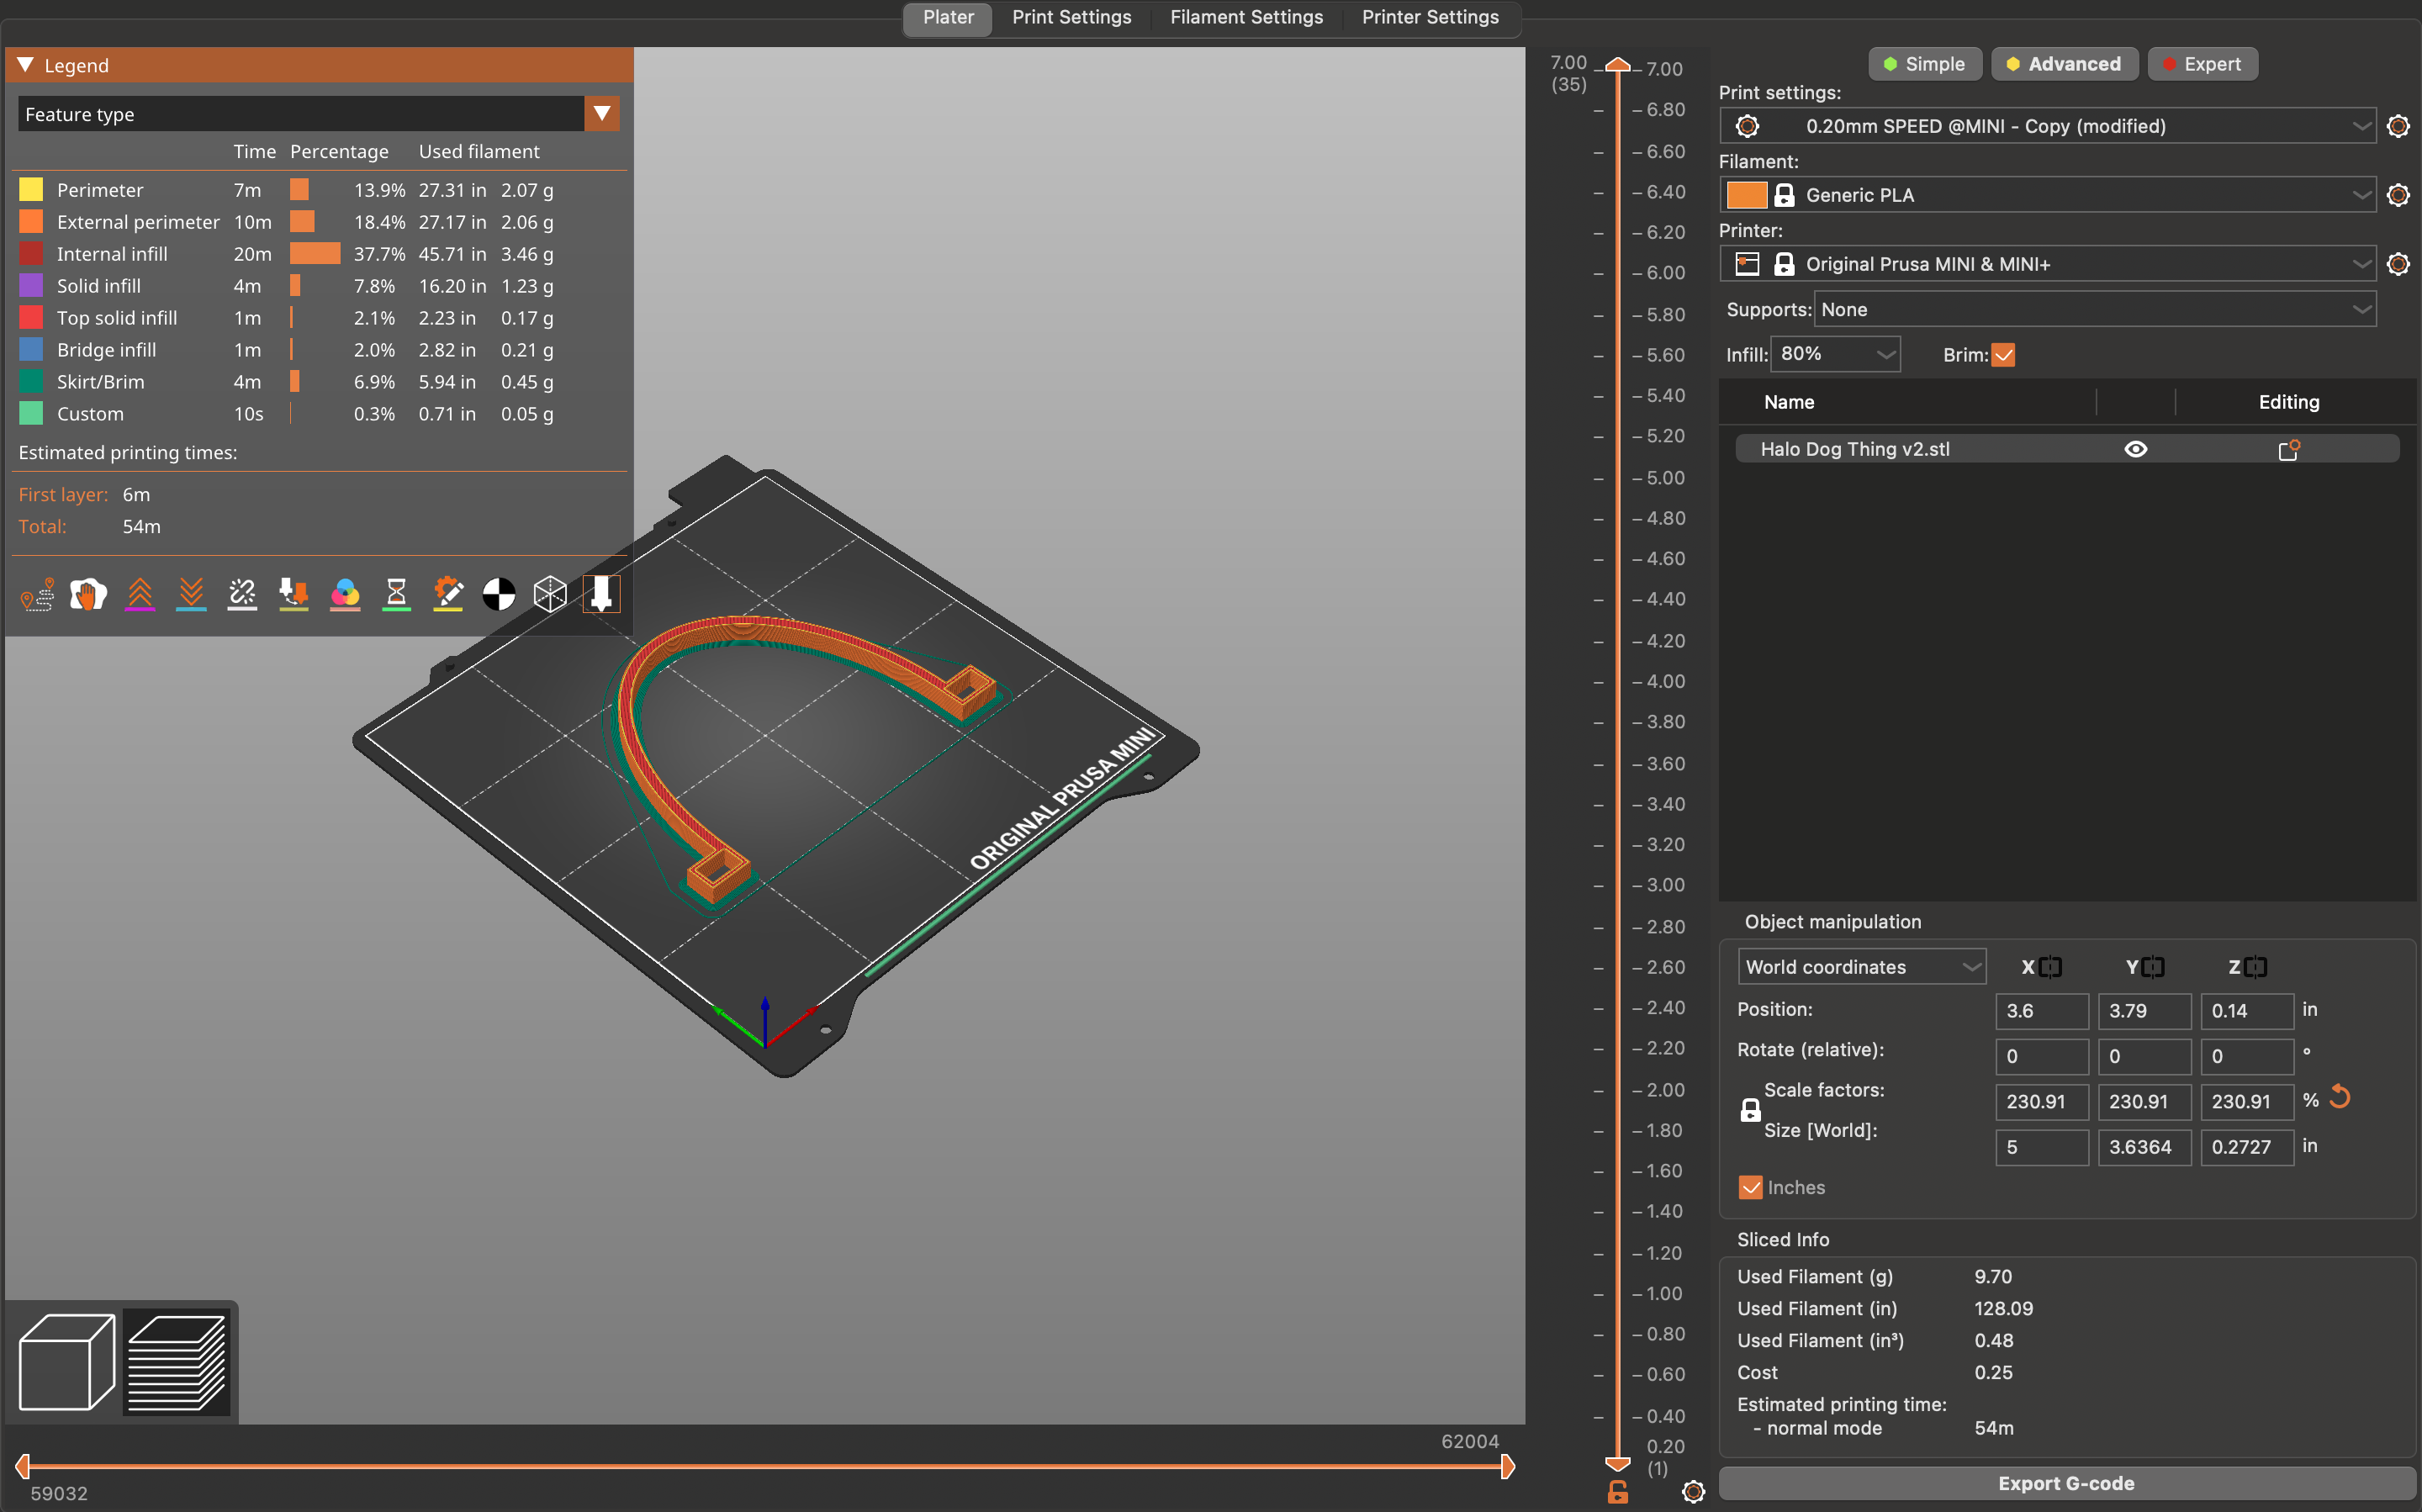 Plater Print Settings Filament Settings Printer Settings
Legend
Feature type
Time Percentage Used filament
Perimeter 7m 13.9% 27.31 in 2.07 g
External perimeter 10m 18.4% 27.17 in 2.06 g
Internal infill 20m 37.7% 45.71 in 3.46 g
Solid infill 4m 7.8% 16.20 in 1.23 g
Top solid infill 1m 2.1% 2.23 in 0.17 g
Bridge infill 1m 2.0% 2.82 in 0.21 g
Skirt/Brim 4m 6.9% 5.94 in 0.45 g
Custom 10s 0.3% 0.71 in 0.05 g
Estimated printing times:
First layer: 6m
Total: 54m
ORIGINAL PRUSA MINI
62004
59032
7.00
(35)
7.00
6.80
6.60
6.40
6.20
6.00
5.80
5.60
5.40
5.20
5.00
4.80
4.60
4.40
4.20
4.00
3.80
3.60
3.40
3.20
3.00
2.80
2.60
2.40
2.20
2.00
1.80
1.60
1.40
1.20
1.00
0.80
0.60
0.40
0.20
(1)
Simple Advanced Expert
Print settings:
0.20mm SPEED @MINI - Copy (modified)
Filament:
Generic PLA
Printer:
Original Prusa MINI & MINI+
Supports: None
Infill: 80% Brim:
Name Editing
Halo Dog Thing v2.stl
Object manipulation
World coordinates X Y Z
Position: 3.6 3.79 0.14 in
Rotate (relative): 0 0 0 °
Scale factors: 230.91 230.91 230.91 %
Size [World]: 5 3.6364 0.2727 in
Inches
Sliced Info
Used Filament (g) 9.70
Used Filament (in) 128.09
Used Filament (in³) 0.48
Cost 0.25
Estimated printing time:
- normal mode 54m
Export G-code